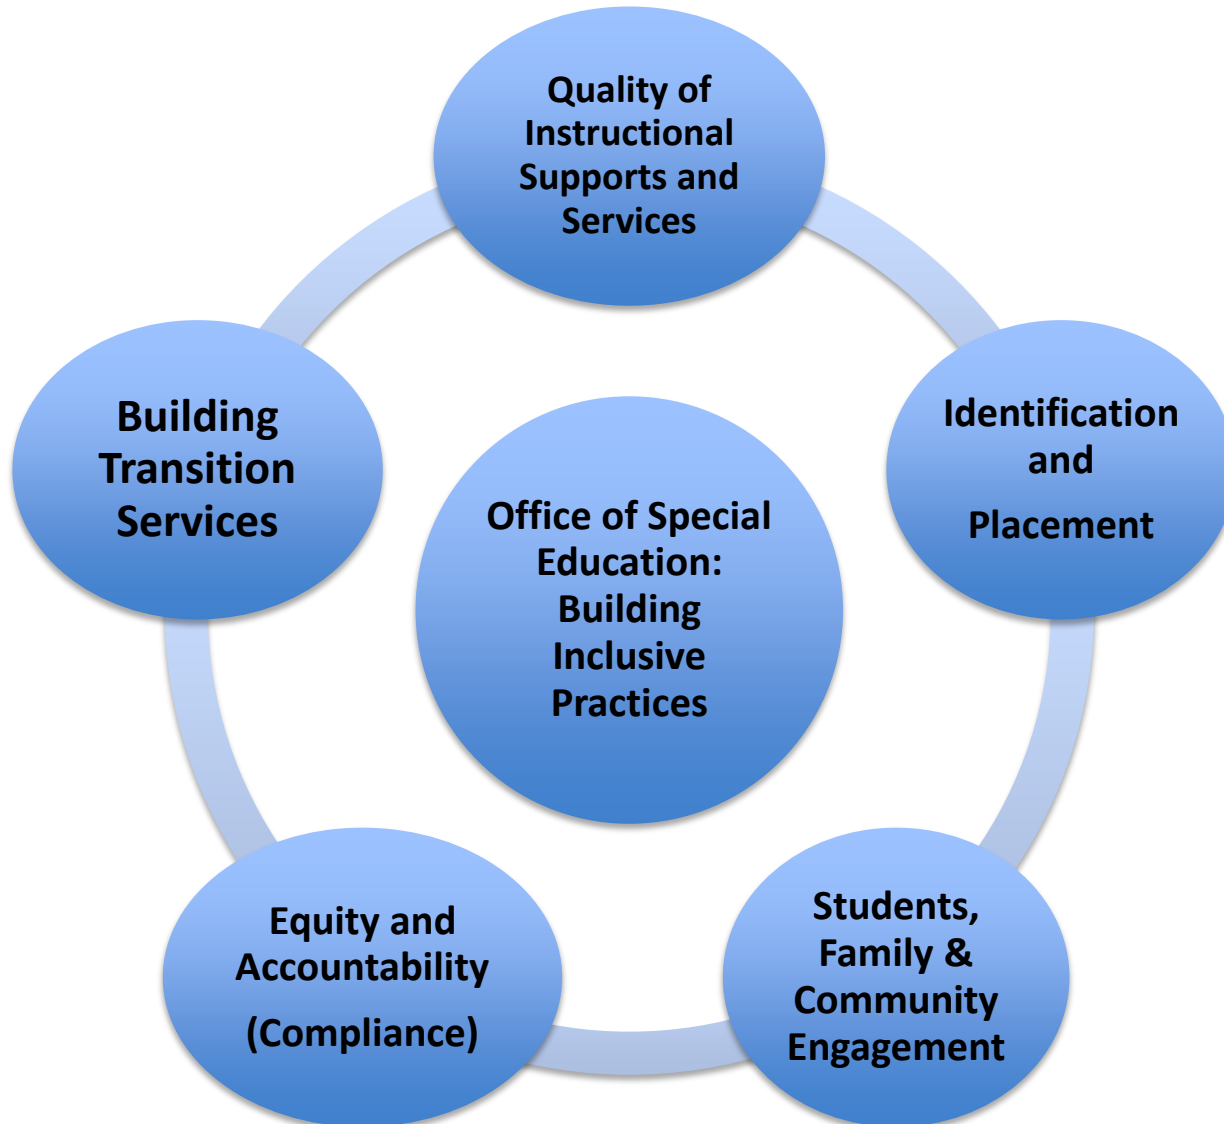 Quality of
Instructional
Supports and
Services
Building
Transition
Services
Identification
and
Placement
Office of Special
Education:
Building
Inclusive
Practices
Equity and
Accountability
(Compliance)
Students,
Family &
Community
Engagement